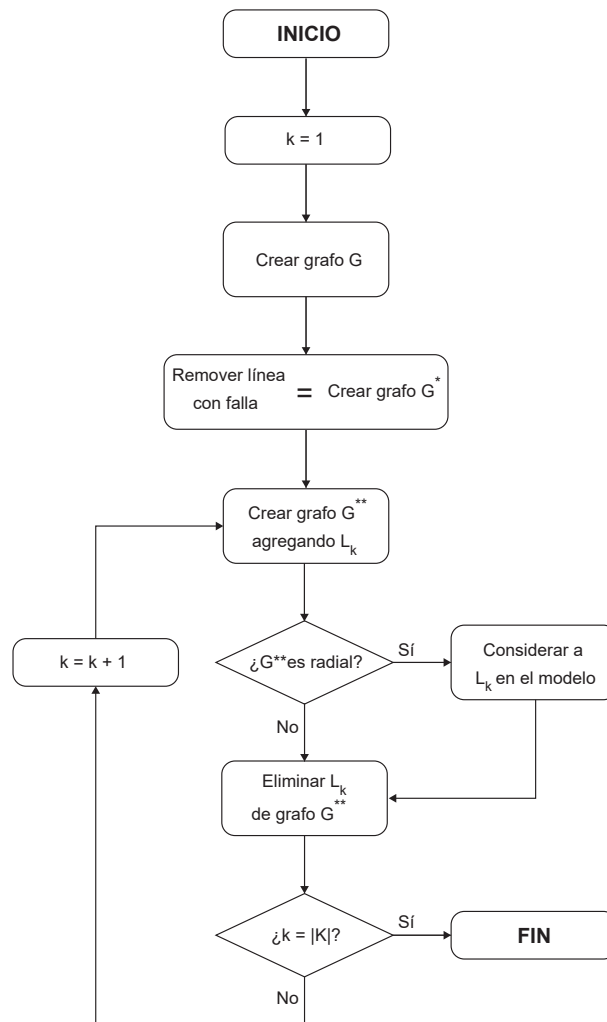 INICIO
k = 1
Crear grafo G
Remover línea
con falla
=
Crear grafo G*
Crear grafo G**
agregando Lk
¿G**es radial?
Sí
Considerar a
Lk en el modelo
k = k + 1
No
Eliminar Lk
de grafo G**
¿k = |K|?
Sí
FIN
No